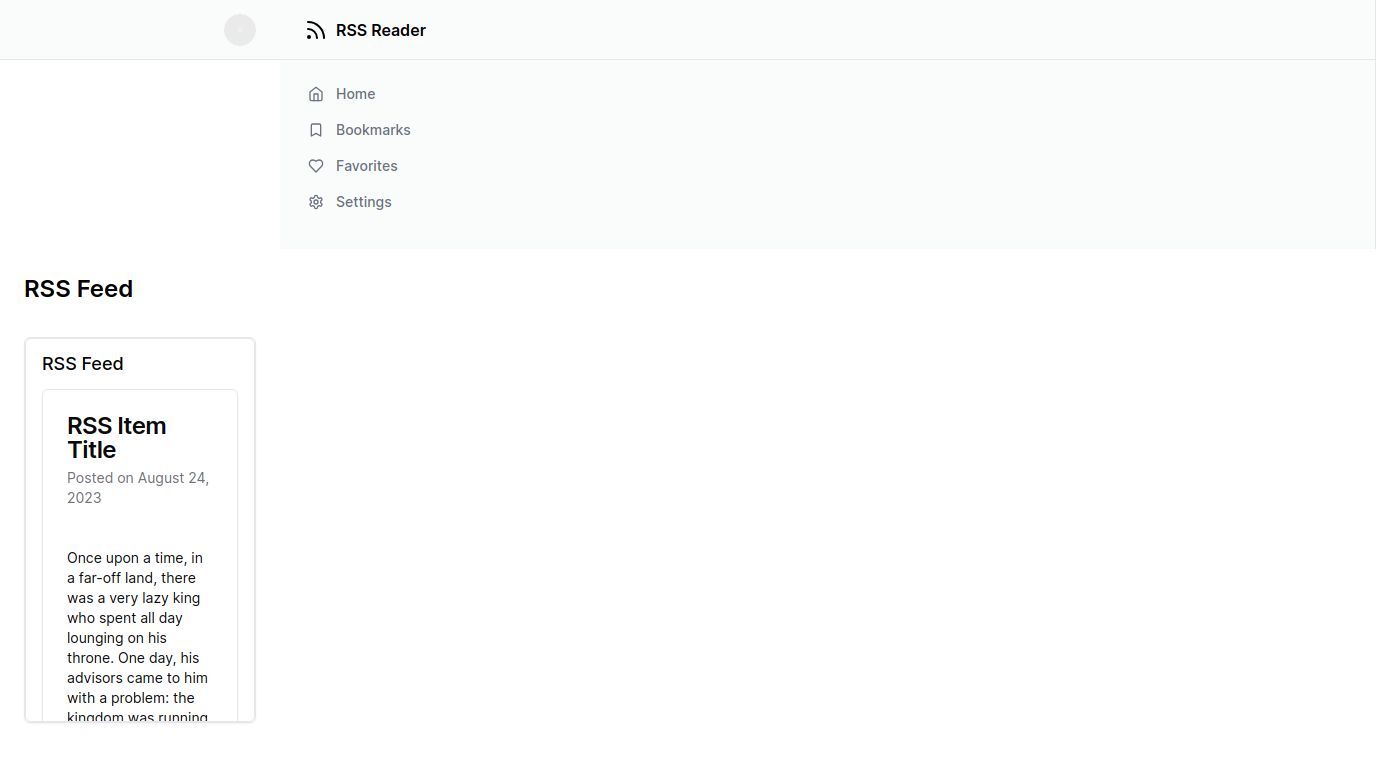 RSS Reader
Home
Bookmarks
Favorites
Settings
RSS Feed
RSS Feed
RSS Item
Title
Posted on August 24,
2023
Once upon a time, in
a far-off land, there
was a very lazy king
who spent all day
lounging on his
throne. One day, his
advisors came to him
with a problem: the
kingdom was running